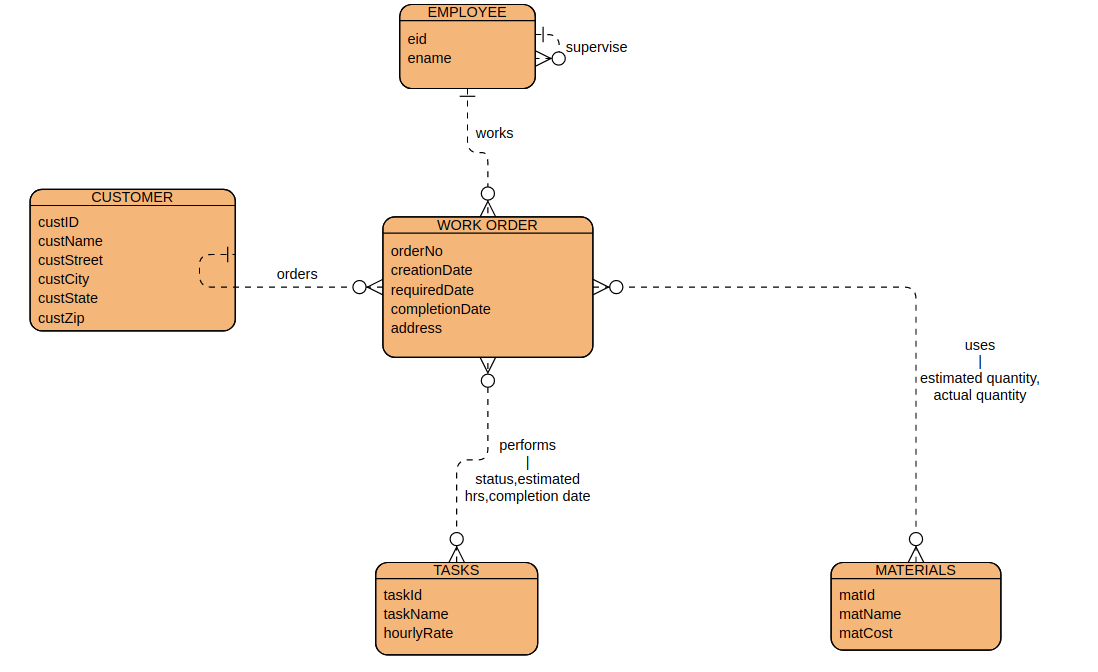 EMPLOYEE
eid
ename
supervise
works
CUSTOMER
custID
custName
custStreet
custCity
custState
custZip
orders
WORK ORDER
orderNo
creationDate
requiredDate
completionDate
address
uses
|
estimated quantity,
actual quantity
performs
|
status,estimated
hrs,completion date
TASKS
taskId
taskName
hourlyRate
MATERIALS
matId
matName
matCost